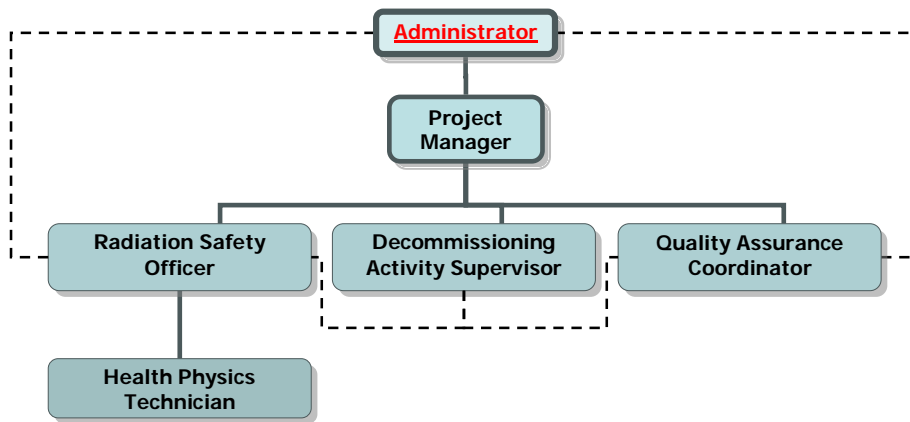 Administrator
Project
Manager
Radiation Safety
Officer
Decommissioning
Activity Supervisor
Quality Assurance
Coordinator
Health Physics
Technician